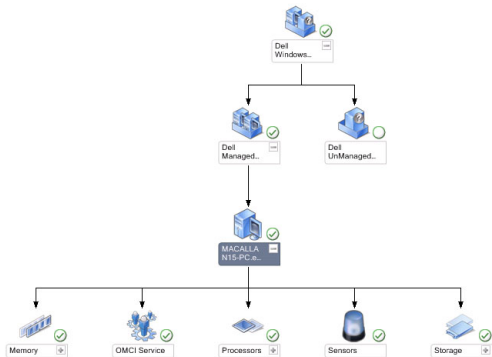 Dell
Windows...
Dell
Managed..
Dell
UnManaged..
MACALLA
N15-PC.e..
Memory
OMCI Service
Processors
Sensors
Storage